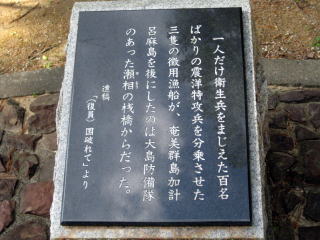 一人だけ衛生兵をまじえた百名
ばかりの震洋特攻兵を分乗させた
三隻の徴用漁船が、奄美群島加計
呂麻島を後にしたのは大島防備隊
のあった瀬相の桟橋からだった。
遺稿
「(復員)国破れて」より